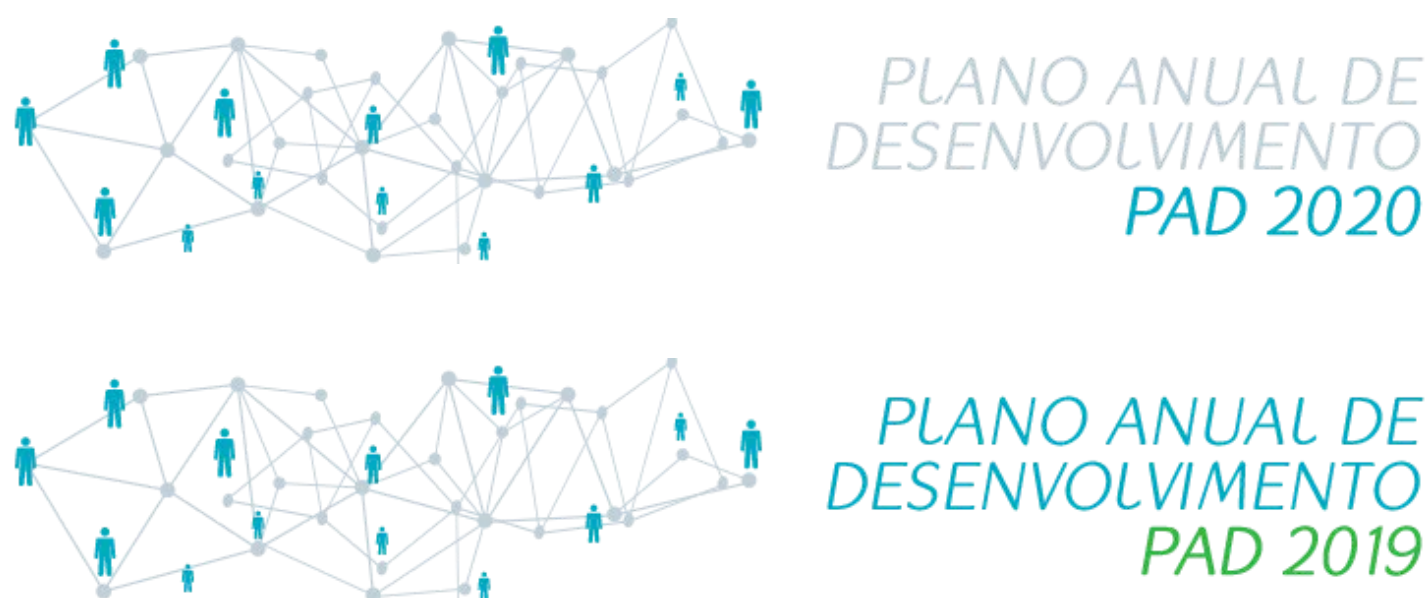 PLANO ANUAL DE
DESENVOLVIMENTO
PAD 2020
PLANO ANUAL DE
DESENVOLVIMENTO
PAD 2019